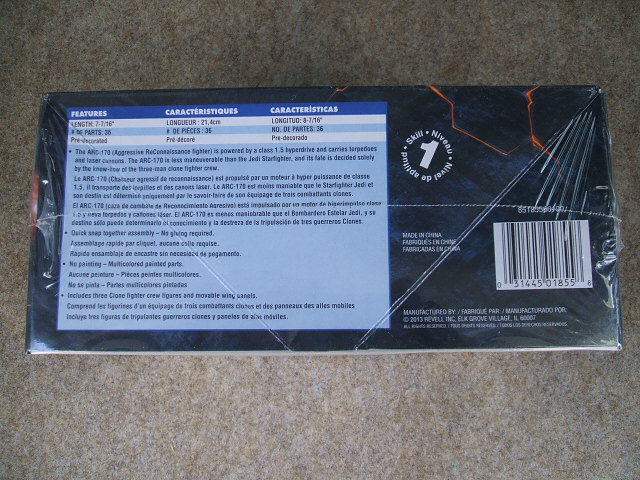 FEATURES CARACTÉRISTIQUES CARACTERÍSTICAS
LENGTH: 7-7/16" LONGUEUR: 21,4cm LONGITUD: 8-7/16"
# OF PARTS: 36 # DE PIÈCES: 36 NO. DE PARTES: 36
Pre-decorated Pré-décoré Pre-decorado
• The ARC-170 (Aggressive ReConnaissance fighter) is powered by a class 1.5 hyperdrive and carries torpedoes
and laser cannons. The ARC-170 is less maneuverable than the Jedi Starfighter, and its fate is decided solely
by the know-how of the three-man clone fighter crew.
Le ARC-170 (Chasseur agressif de reconnaissance) est propulsé par un moteur à hyper puissance de classe
1.5, il transporte des torpilles et des canons laser. Le ARC-170 est moins maniable que le Starfighter Jedi et
son destin est déterminé uniquement par le savoir-faire de son équipage de trois combattants clones.
El ARC-170 (caza de combate de Reconocimiento Agresivo) está impulsado por un motor de hiperimpulso clase
1.5 y lleva torpedos y cañones láser. El ARC-170 es menos maniobrable que el Bombardero Estelar Jedi, y su
destino sólo puede determinarlo el conocimiento y la destreza de la tripulación de tres guerreros Clones.
• Quick snap together assembly – No gluing required.
Assemblage rapide par cliquet, aucune colle requise.
Rápido ensamblaje de encastre sin necesidad de pegamento.
• No painting – Multicolored painted parts.
Aucune peinture – Pièces peintes multicolores.
No se pinta – Partes multicolores pintadas
• Includes three Clone fighter crew figures and movable wing panels.
Comprend les figurines d'un équipage de trois combattants clones et des panneaux des ailes mobiles
Incluye tres figuras de tripulantes guerreros clones y paneles de alas móviles.
• Skill • Niveau • Nivel de aptitud
1
MADE IN CHINA
FABRIQUÉS EN CHINE
FABRICADAS EN CHINA
0 31445 01855 8
MANUFACTURED BY: / FABRIQUÉ PAR: / MANUFACTURADO POR:
© 2013 REVELL INC, ELK GROVE VILLAGE, IL 60007
ALL RIGHTS RESERVED. / TOUS DROITS RÉSERVÉS. / TODOS LOS DERECHOS RESERVADOS.